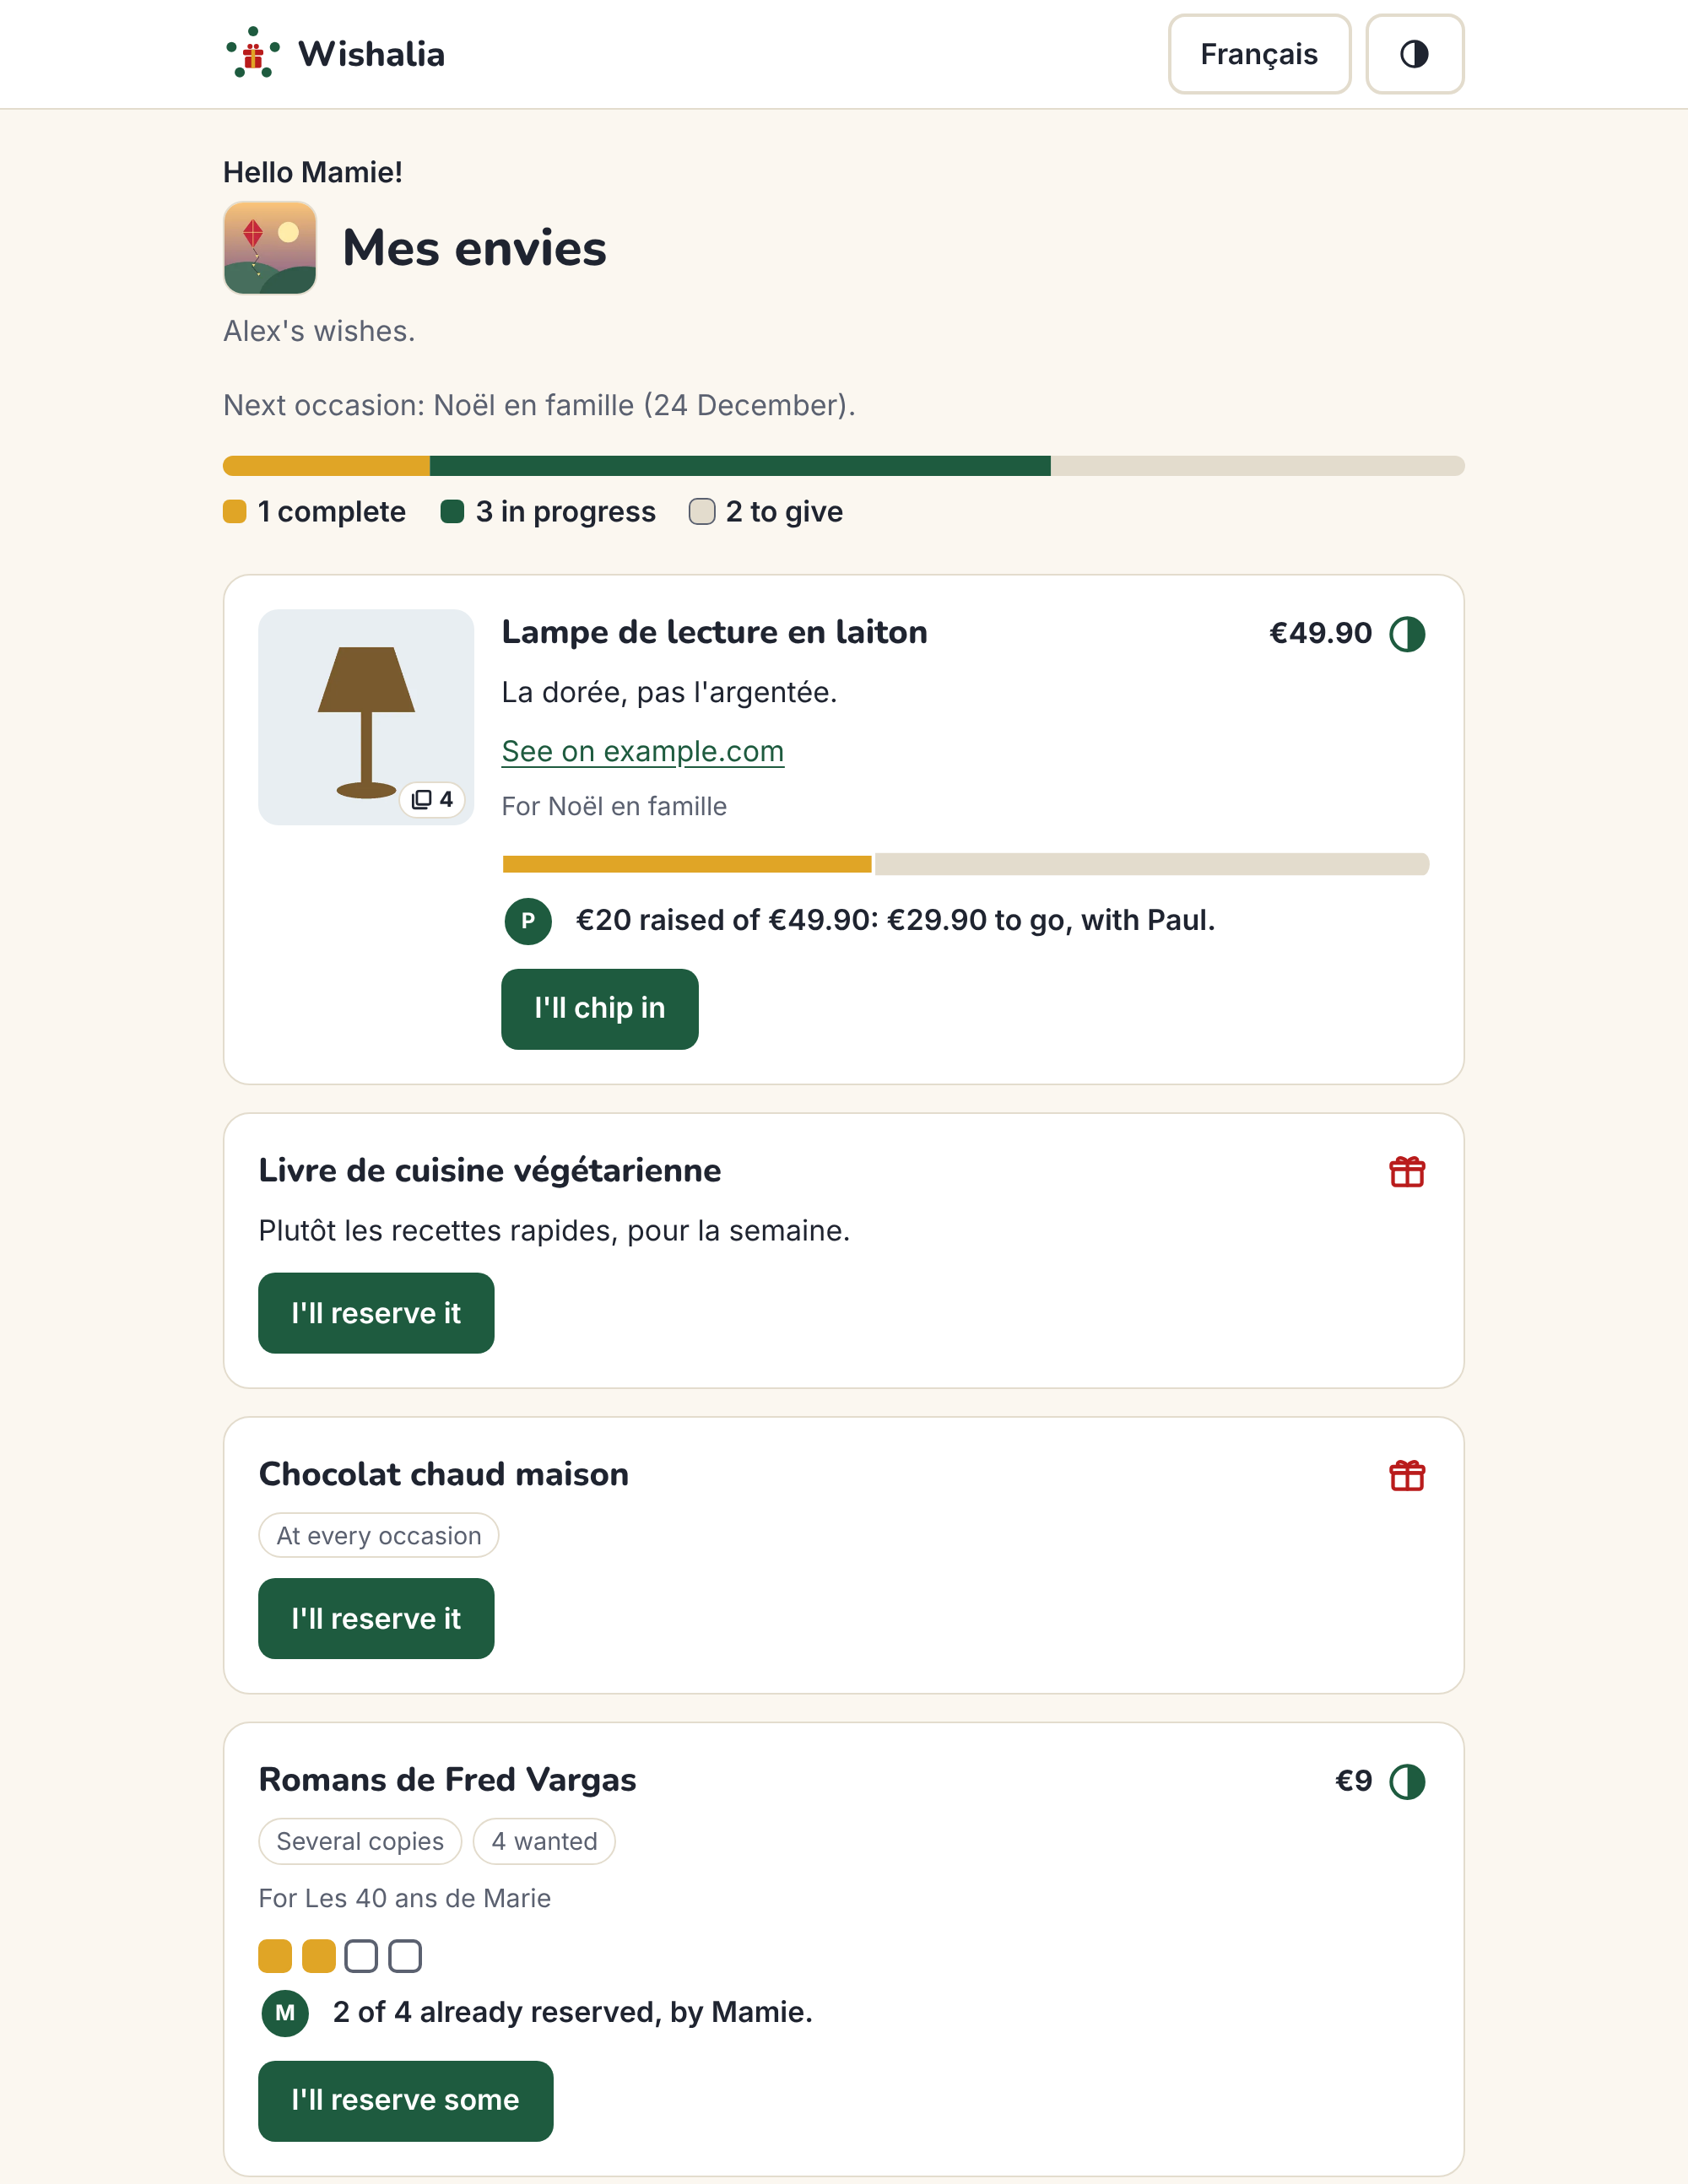 Wishalia
Français
Hello Mamie!
Mes envies
Alex's wishes.
Next occasion: Noël en famille (24 December).
1 complete
3 in progress
2 to give
Lampe de lecture en laiton
€49.90
La dorée, pas l'argentée.
See on example.com
4
For Noël en famille
P
€20 raised of €49.90: €29.90 to go, with Paul.
I'll chip in
Livre de cuisine végétarienne
Plutôt les recettes rapides, pour la semaine.
I'll reserve it
Chocolat chaud maison
At every occasion
I'll reserve it
Romans de Fred Vargas
€9
Several copies
4 wanted
For Les 40 ans de Marie
M
2 of 4 already reserved, by Mamie.
I'll reserve some